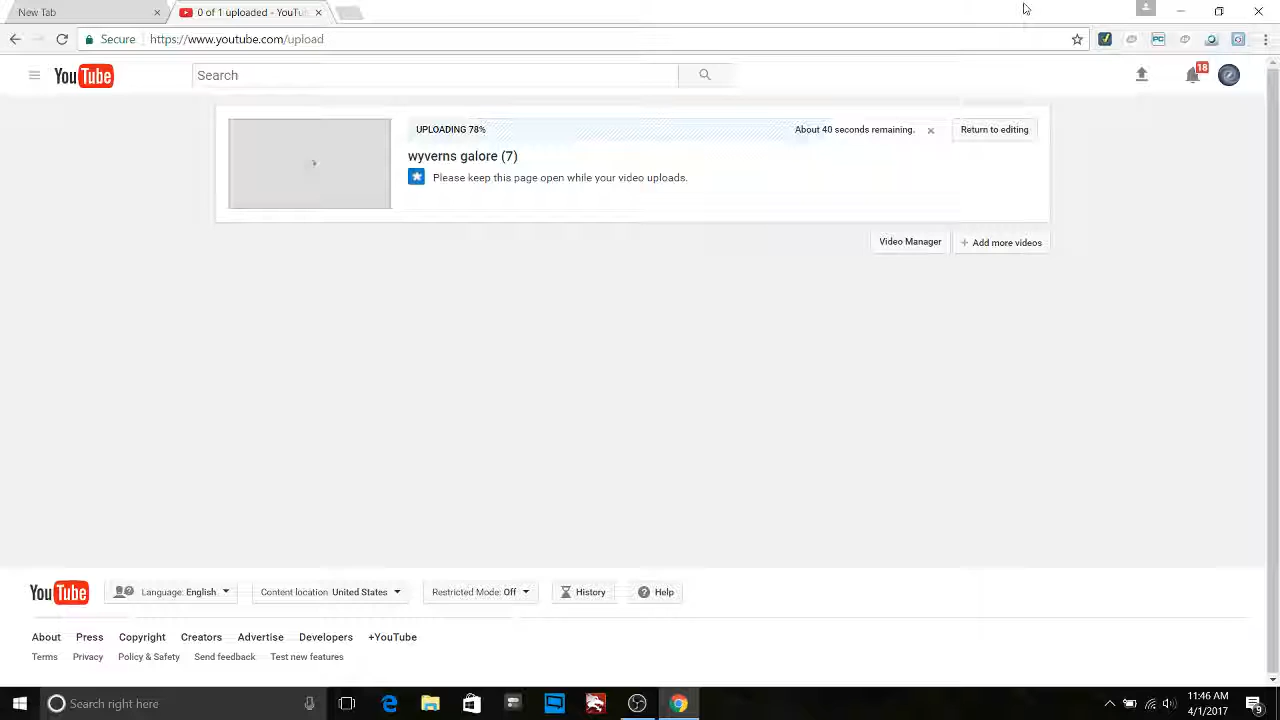 New Tab
0 of 1 uploaded - YouTub
Secure
https://www.youtube.com/upload
PC
YouTube
Search
18
UPLOADING 78%
About 40 seconds remaining.
Return to editing
wyverns galore (7)
Please keep this page open while your video uploads.
Video Manager
+ Add more videos
YouTube
Language: English
Content location: United States
Restricted Mode: Off
History
Help
About Press Copyright Creators Advertise Developers +YouTube
Terms Privacy Policy & Safety Send feedback Test new features
Search right here
11:46 AM
4/1/2017